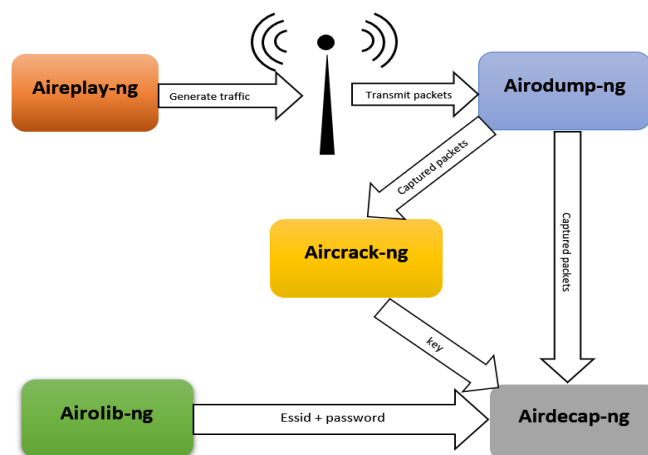 Aireplay-ng
Generate traffic
Transmit packets
Airodump-ng
Captured packets
Captured packets
Aircrack-ng
key
Airolib-ng
Essid + password
Airdecap-ng